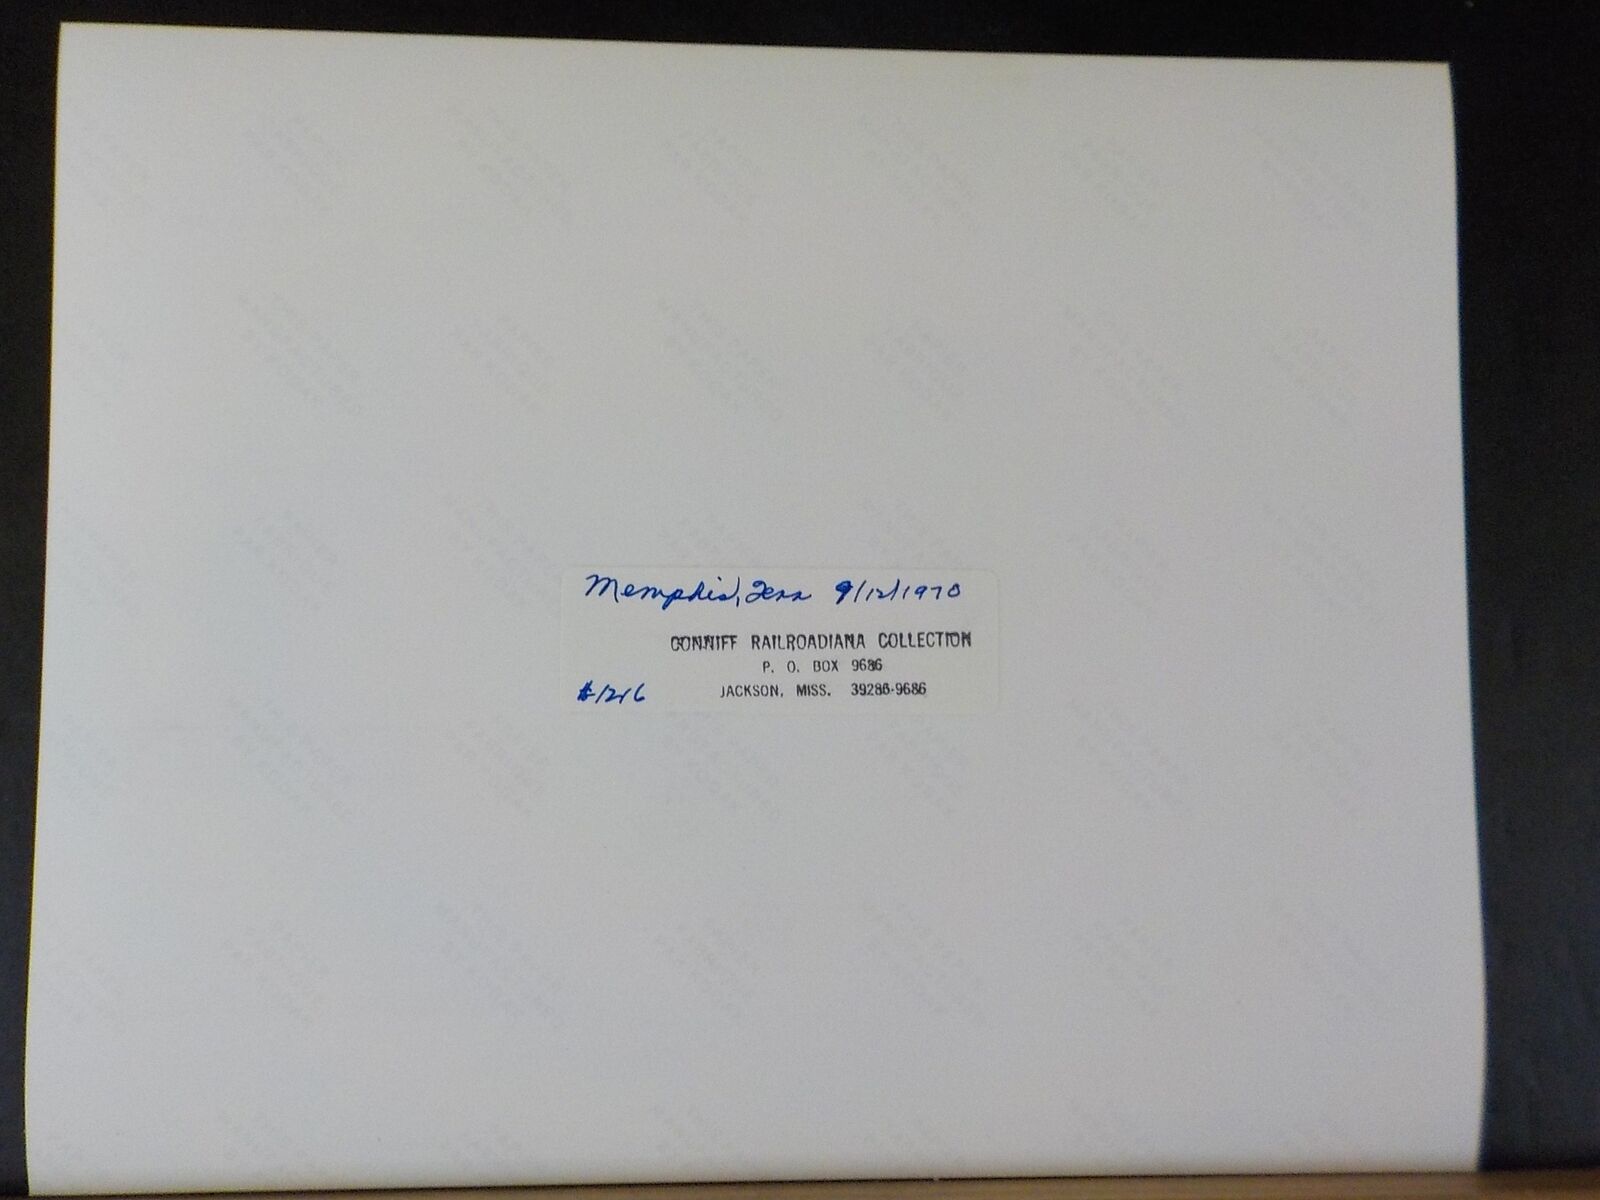 Memphis, Tenn 9/12/1970
CONNIFF RAILROADIANA COLLECTION
P. O. BOX 9686
#1216
JACKSON, MISS. 39286-9686